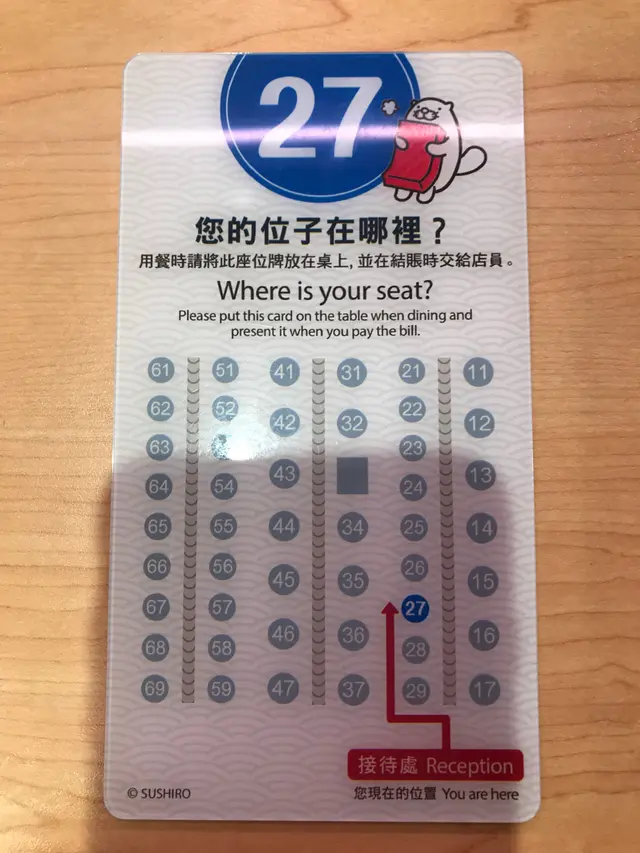 27
您的位子在哪裡？
用餐時請將此座位牌放在桌上, 並在結賬時交給店員。
Where is your seat?
Please put this card on the table when dining and
present it when you pay the bill.
61 51 41 31 21 11
62 52 42 32 22 12
63 43 23 13
64 54 24
65 55 44 34 25 14
66 56 45 35 26 15
67 57 27
68 58 46 36 28 16
69 59 47 37 29 17
接待處 Reception
© SUSHIRO
您現在的位置 You are here